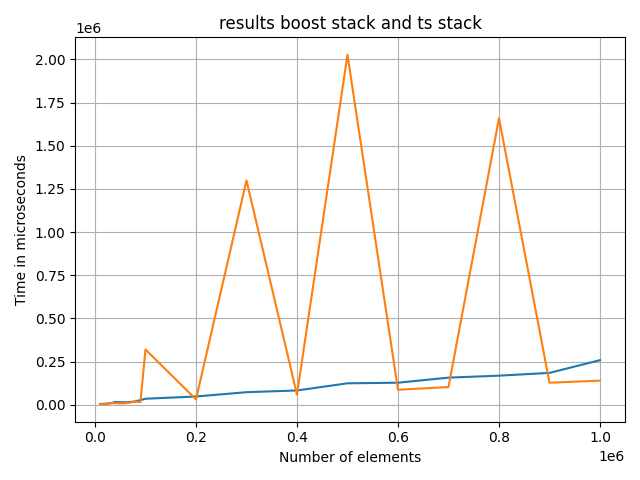 results boost stack and ts stack
1e6
2.00
1.75
1.50
1.25
1.00
0.75
0.50
0.25
0.00
Time in microseconds
0.0 0.2 0.4 0.6 0.8 1.0
1e6
Number of elements